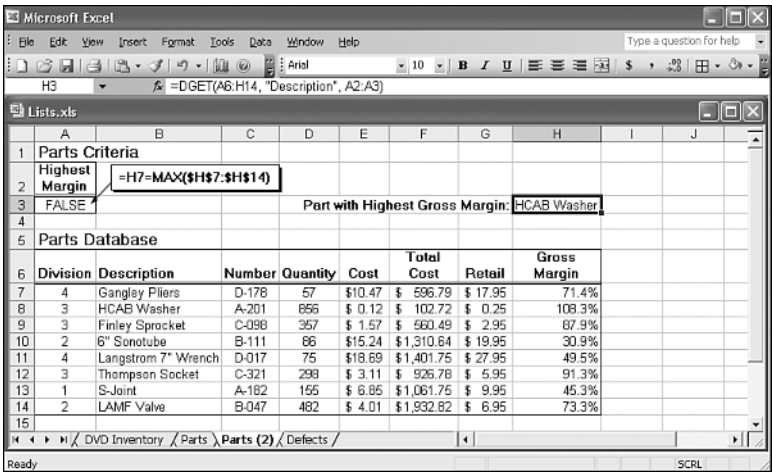 Microsoft Excel
File Edit View Insert Format Tools Data Window Help Type a question for help
Arial 10 B I U $ , .00
H3 fx =DGET(A6:H14, "Description", A2:A3)
Lists.xls
A B C D E F G H I J
1 Parts Criteria
2 Highest Margin =H7=MAX($H$7:$H$14)
3 FALSE Part with Highest Gross Margin: HCAB Washer
4
5 Parts Database
6 Division Description Number Quantity Cost Total Cost Retail Gross Margin
7 4 Gangley Pliers D-178 57 $10.47 $ 596.79 $ 17.95 71.4%
8 3 HCAB Washer A-201 856 $ 0.12 $ 102.72 $ 0.25 108.3%
9 3 Finley Sprocket C-098 357 $ 1.57 $ 560.49 $ 2.95 87.9%
10 2 6" Sonotube B-111 86 $15.24 $1,310.64 $ 19.95 30.9%
11 4 Langstrom 7" Wrench D-017 75 $18.69 $1,401.75 $ 27.95 49.5%
12 3 Thompson Socket C-321 298 $ 3.11 $ 926.78 $ 5.95 91.3%
13 1 S-Joint A-182 155 $ 6.85 $1,061.75 $ 9.95 45.3%
14 2 LAMF Valve B-047 482 $ 4.01 $1,932.82 $ 6.95 73.3%
15
DVD Inventory Parts Parts (2) Defects
Ready SCRL